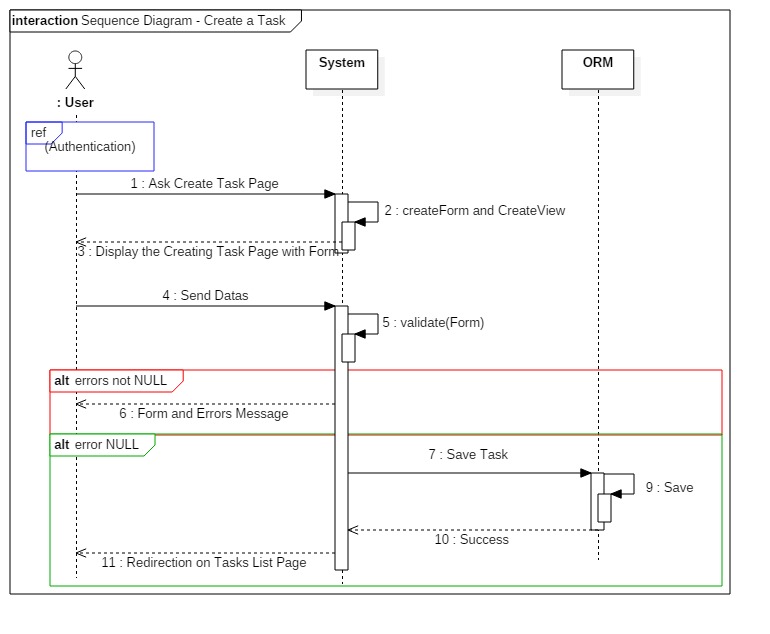 interaction Sequence Diagram - Create a Task
System
ORM
: User
ref
(Authentication)
1 : Ask Create Task Page
2 : createForm and CreateView
3 : Display the Creating Task Page with Form
4 : Send Datas
5 : validate(Form)
alt errors not NULL
6 : Form and Errors Message
alt error NULL
7 : Save Task
9 : Save
10 : Success
11 : Redirection on Tasks List Page